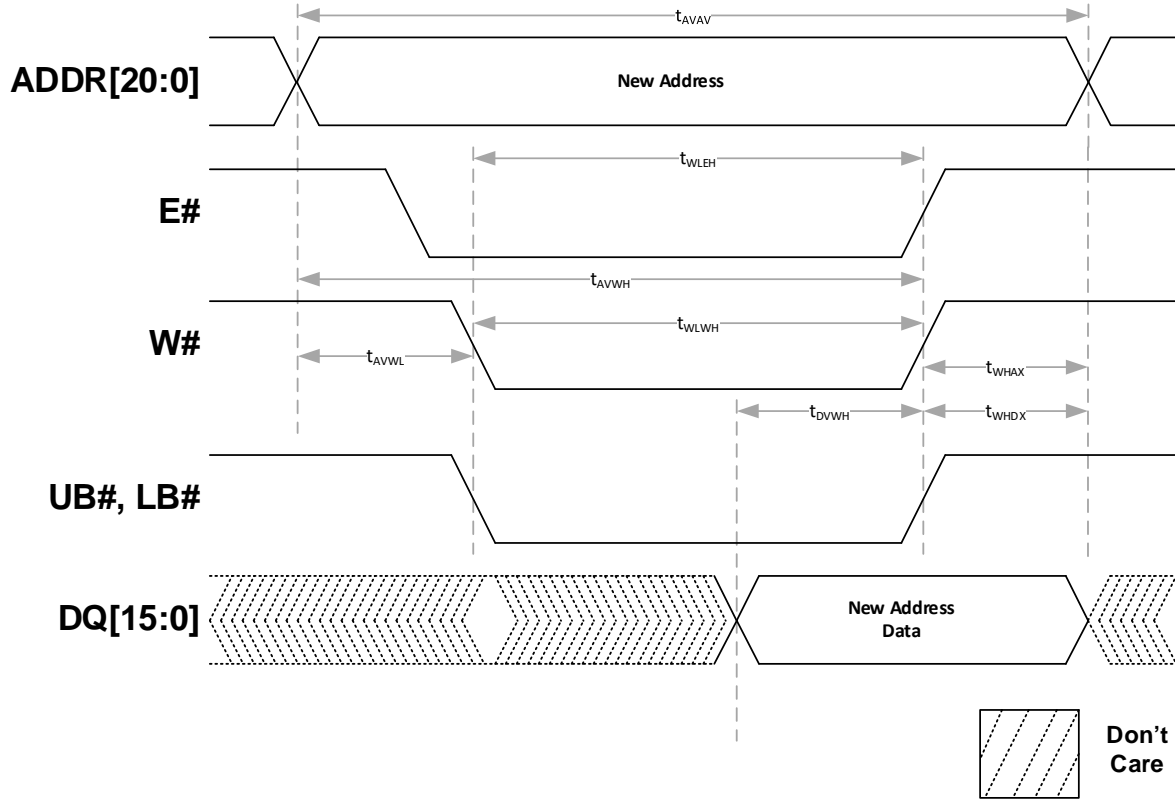 tAVAV
ADDR[20:0]
New Address
tWLEH
E#
tAVWH
W#
tWLWH
tAVWL
tWHAX
tDVWH
tWHDX
UB#, LB#
DQ[15:0]
New Address
Data
Don't
Care